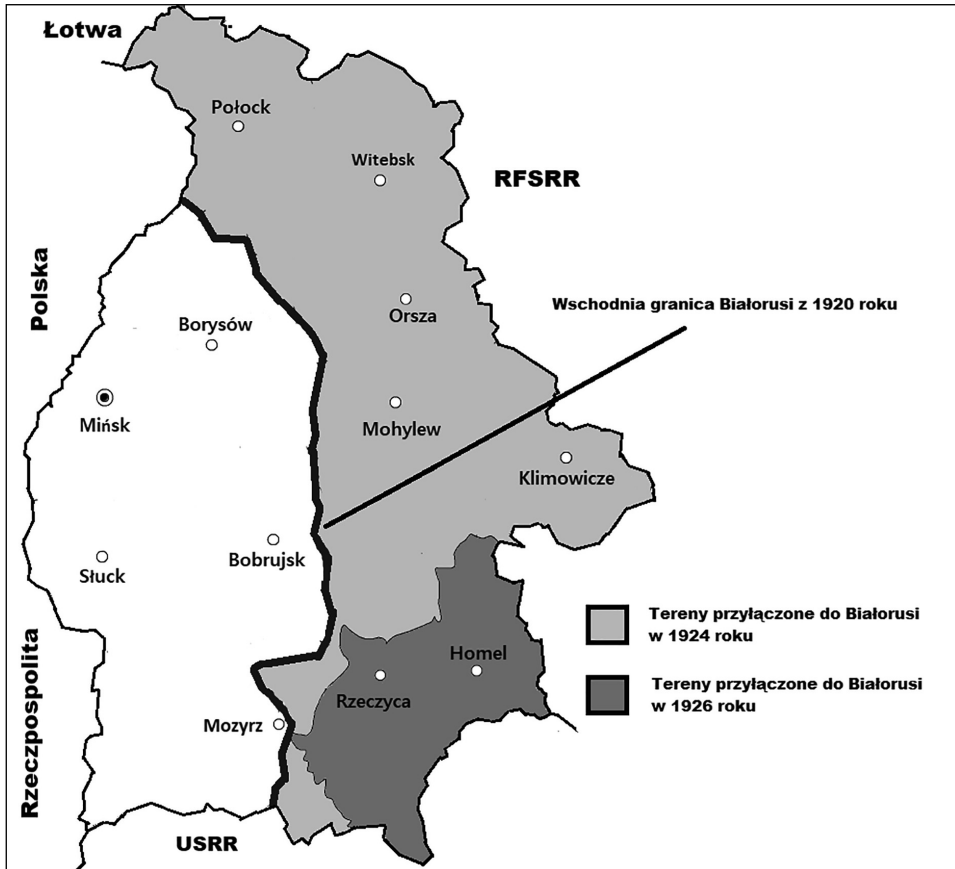 Łotwa
Połock
Witebsk
RFSRR
Rzeczpospolita Polska
Wschodnia granica Białorusi z 1920 roku
Orsza
Borysów
Mińsk
Mohylew
Klimowicze
Słuck
Bobrujsk
Tereny przyłączone do Białorusi
w 1924 roku
Homel
Rzeczyca
Tereny przyłączone do Białorusi
w 1926 roku
Mozyrz
USRR